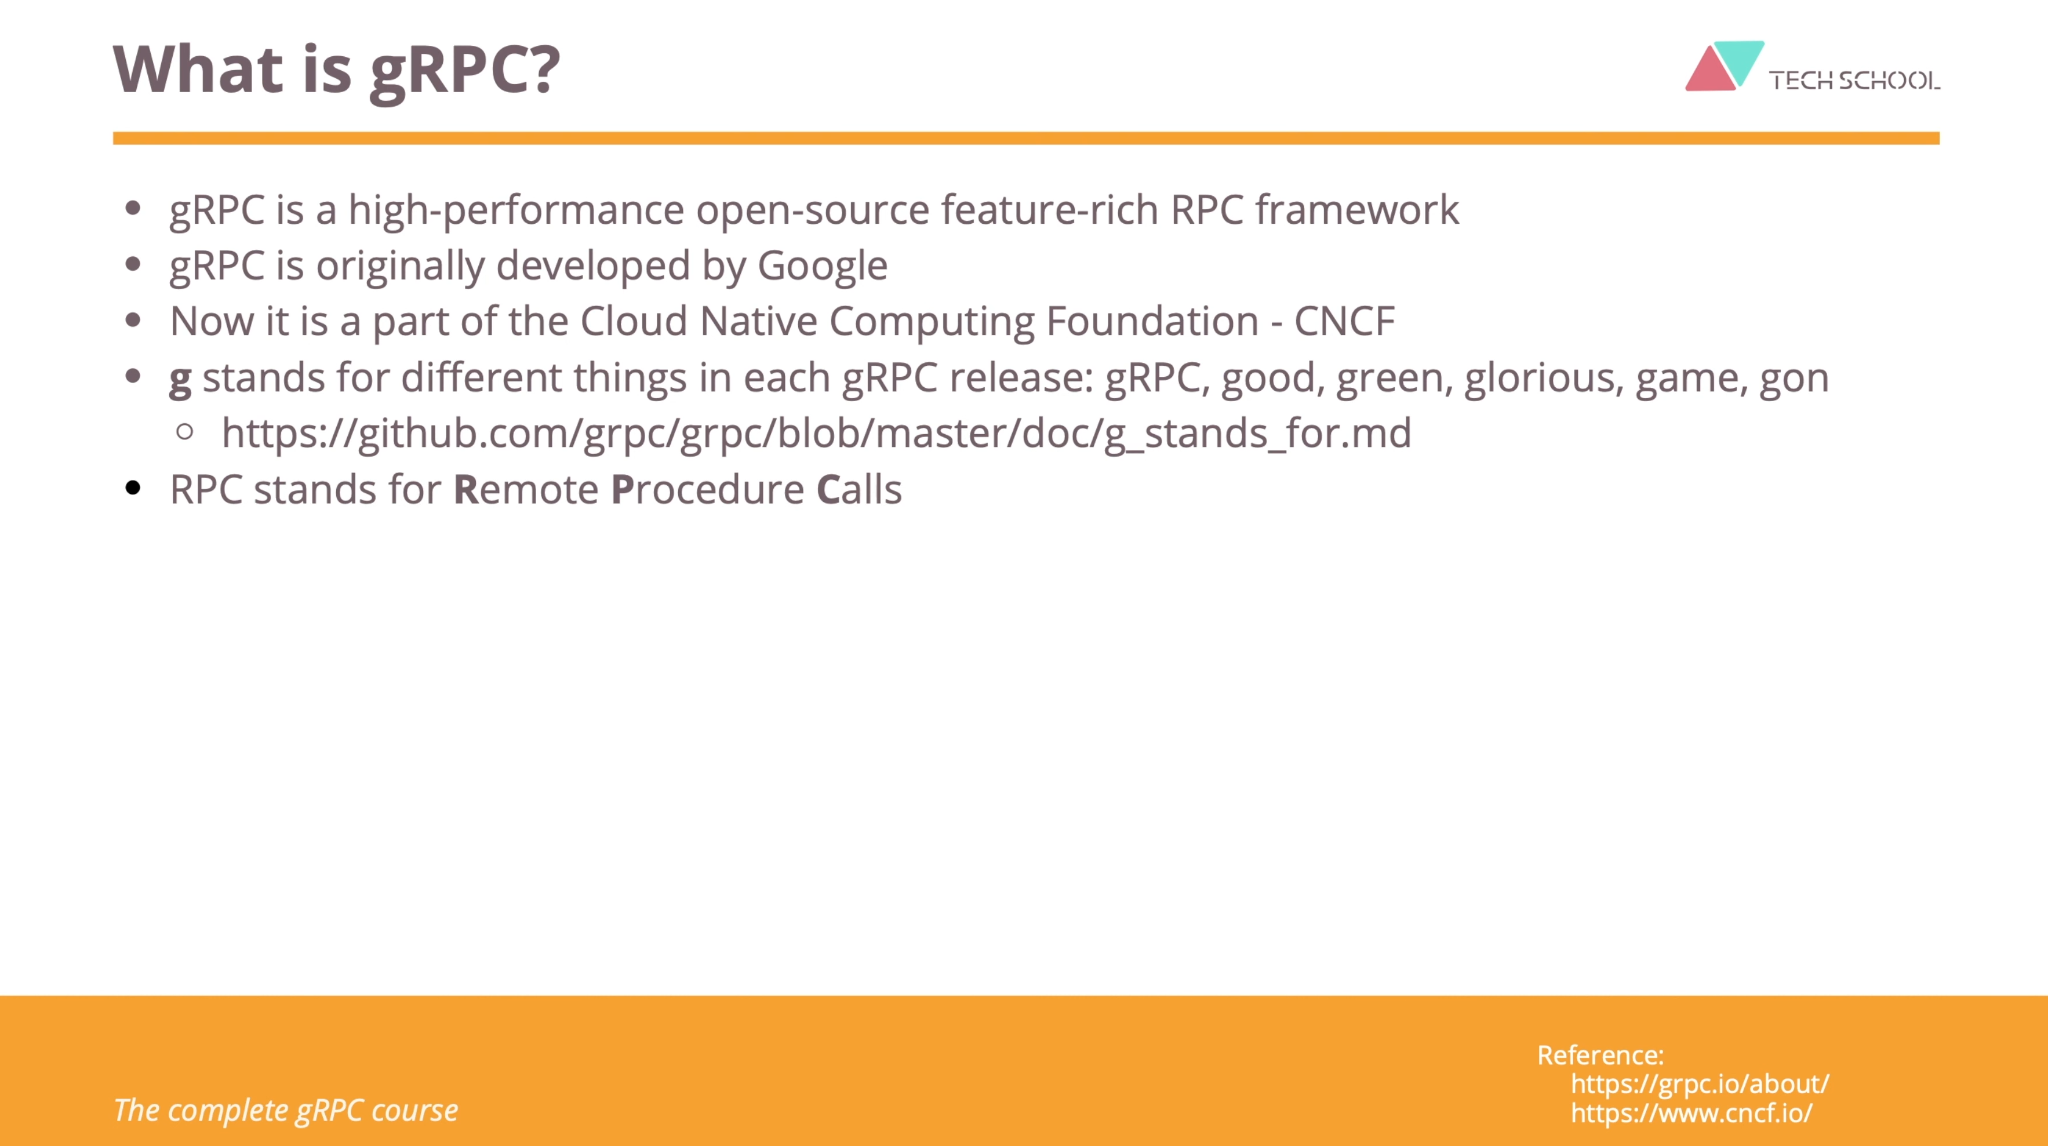 What is gRPC?
TECH SCHOOL
gRPC is a high-performance open-source feature-rich RPC framework
gRPC is originally developed by Google
Now it is a part of the Cloud Native Computing Foundation - CNCF
g stands for different things in each gRPC release: gRPC, good, green, glorious, game, gon
https://github.com/grpc/grpc/blob/master/doc/g_stands_for.md
RPC stands for Remote Procedure Calls
Reference:
https://grpc.io/about/
https://www.cncf.io/
The complete gRPC course